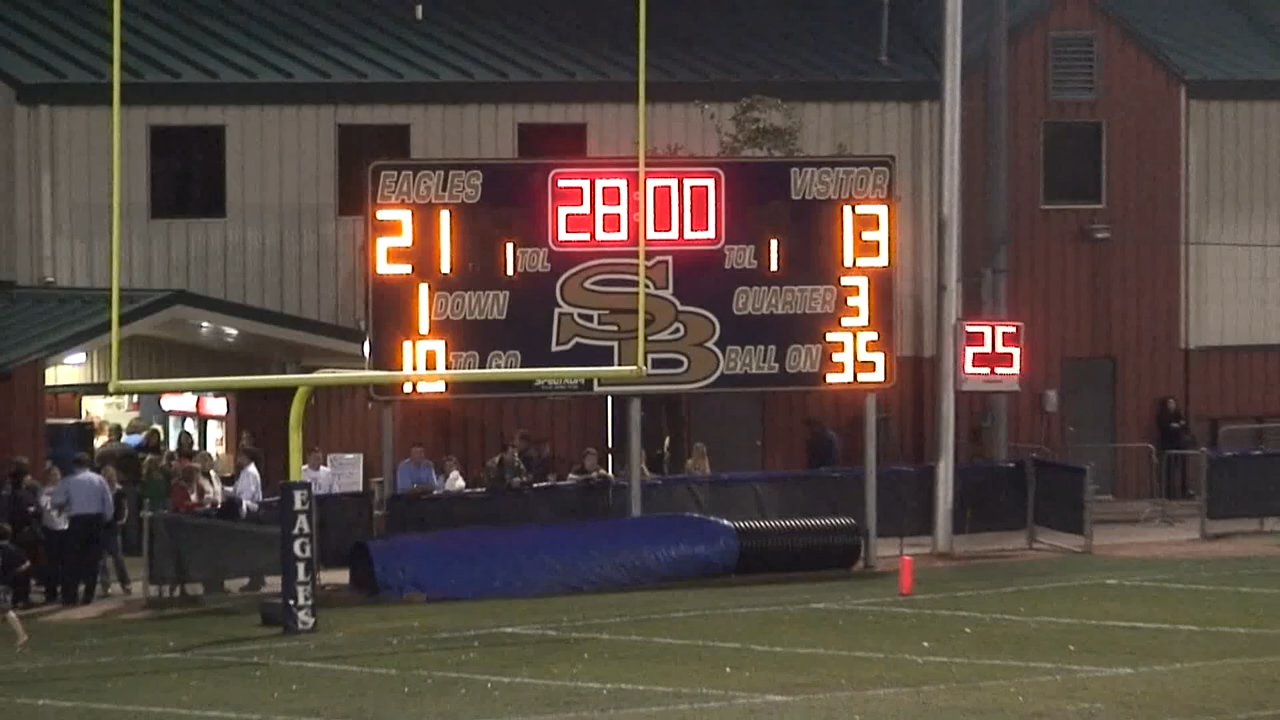 EAGLES 28:00 VISITOR
21 1 TOL TOL 1 13
1 DOWN SB QUARTER 3
10 TO GO BALL ON 35
SPECTRUM
25
EAGLES